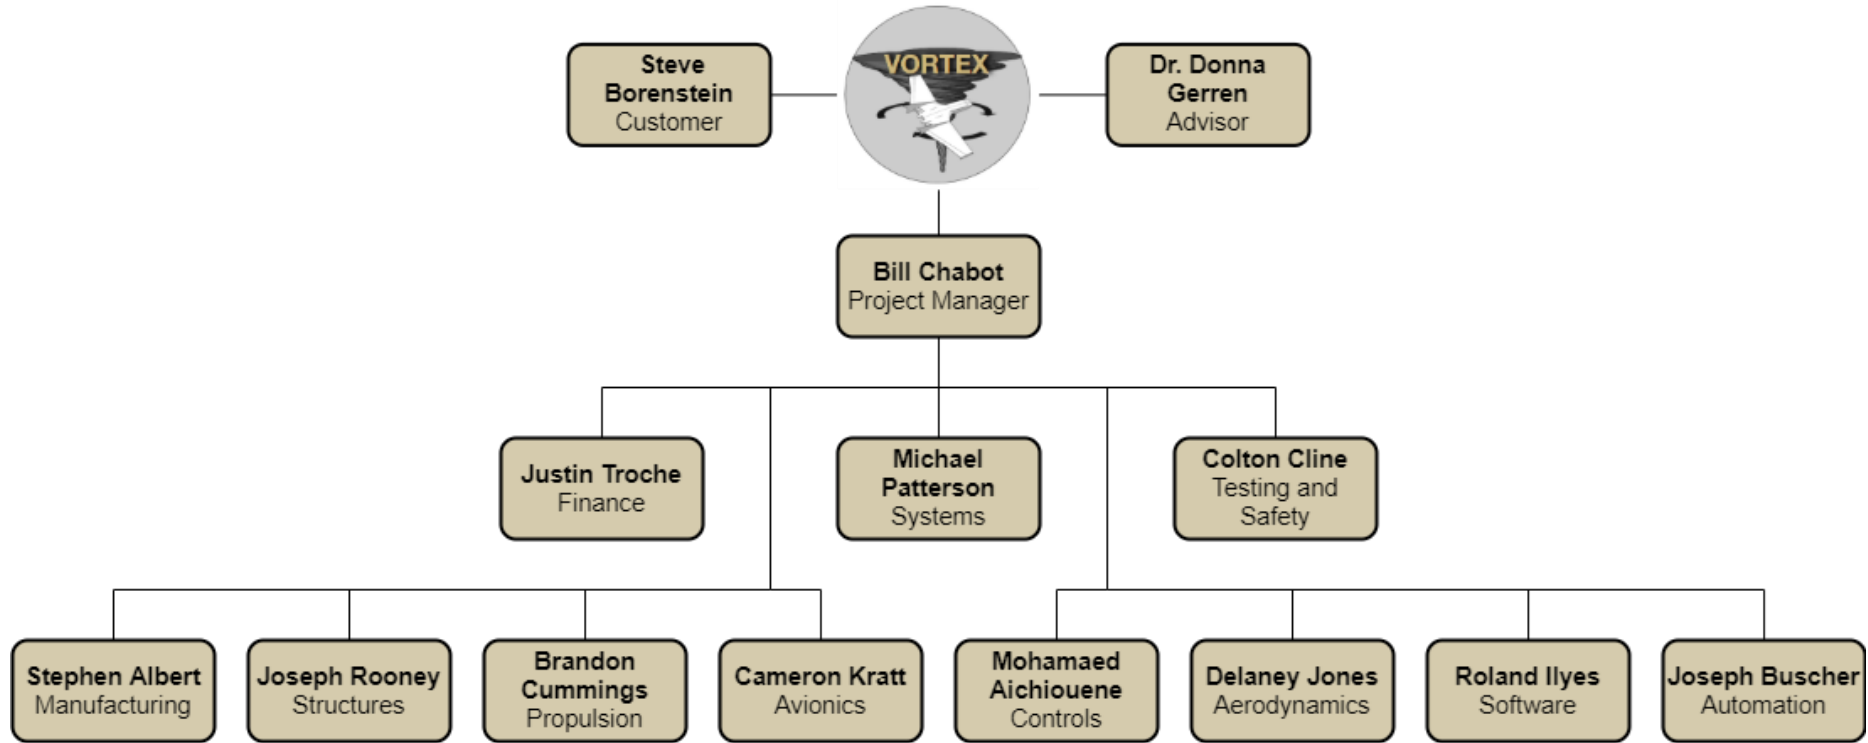 Steve
Borenstein
Customer
VORTEX
Dr. Donna
Gerren
Advisor
Bill Chabot
Project Manager
Justin Troche
Finance
Michael
Patterson
Systems
Colton Cline
Testing and
Safety
Stephen Albert
Manufacturing
Joseph Rooney
Structures
Brandon
Cummings
Propulsion
Cameron Kratt
Avionics
Mohamaed
Aichiouene
Controls
Delaney Jones
Aerodynamics
Roland Ilyes
Software
Joseph Buscher
Automation